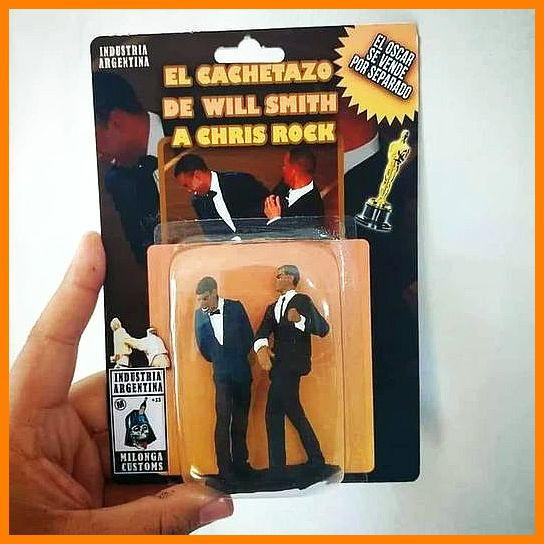 INDUSTRIA
ARGENTINA
EL CACHETAZO
DE WILL SMITH
A CHRIS ROCK
EL OSCAR
SE VENDE
POR SEPARADO
INDUSTRIA
ARGENTINA
+13
MILONGA
CUSTOMS